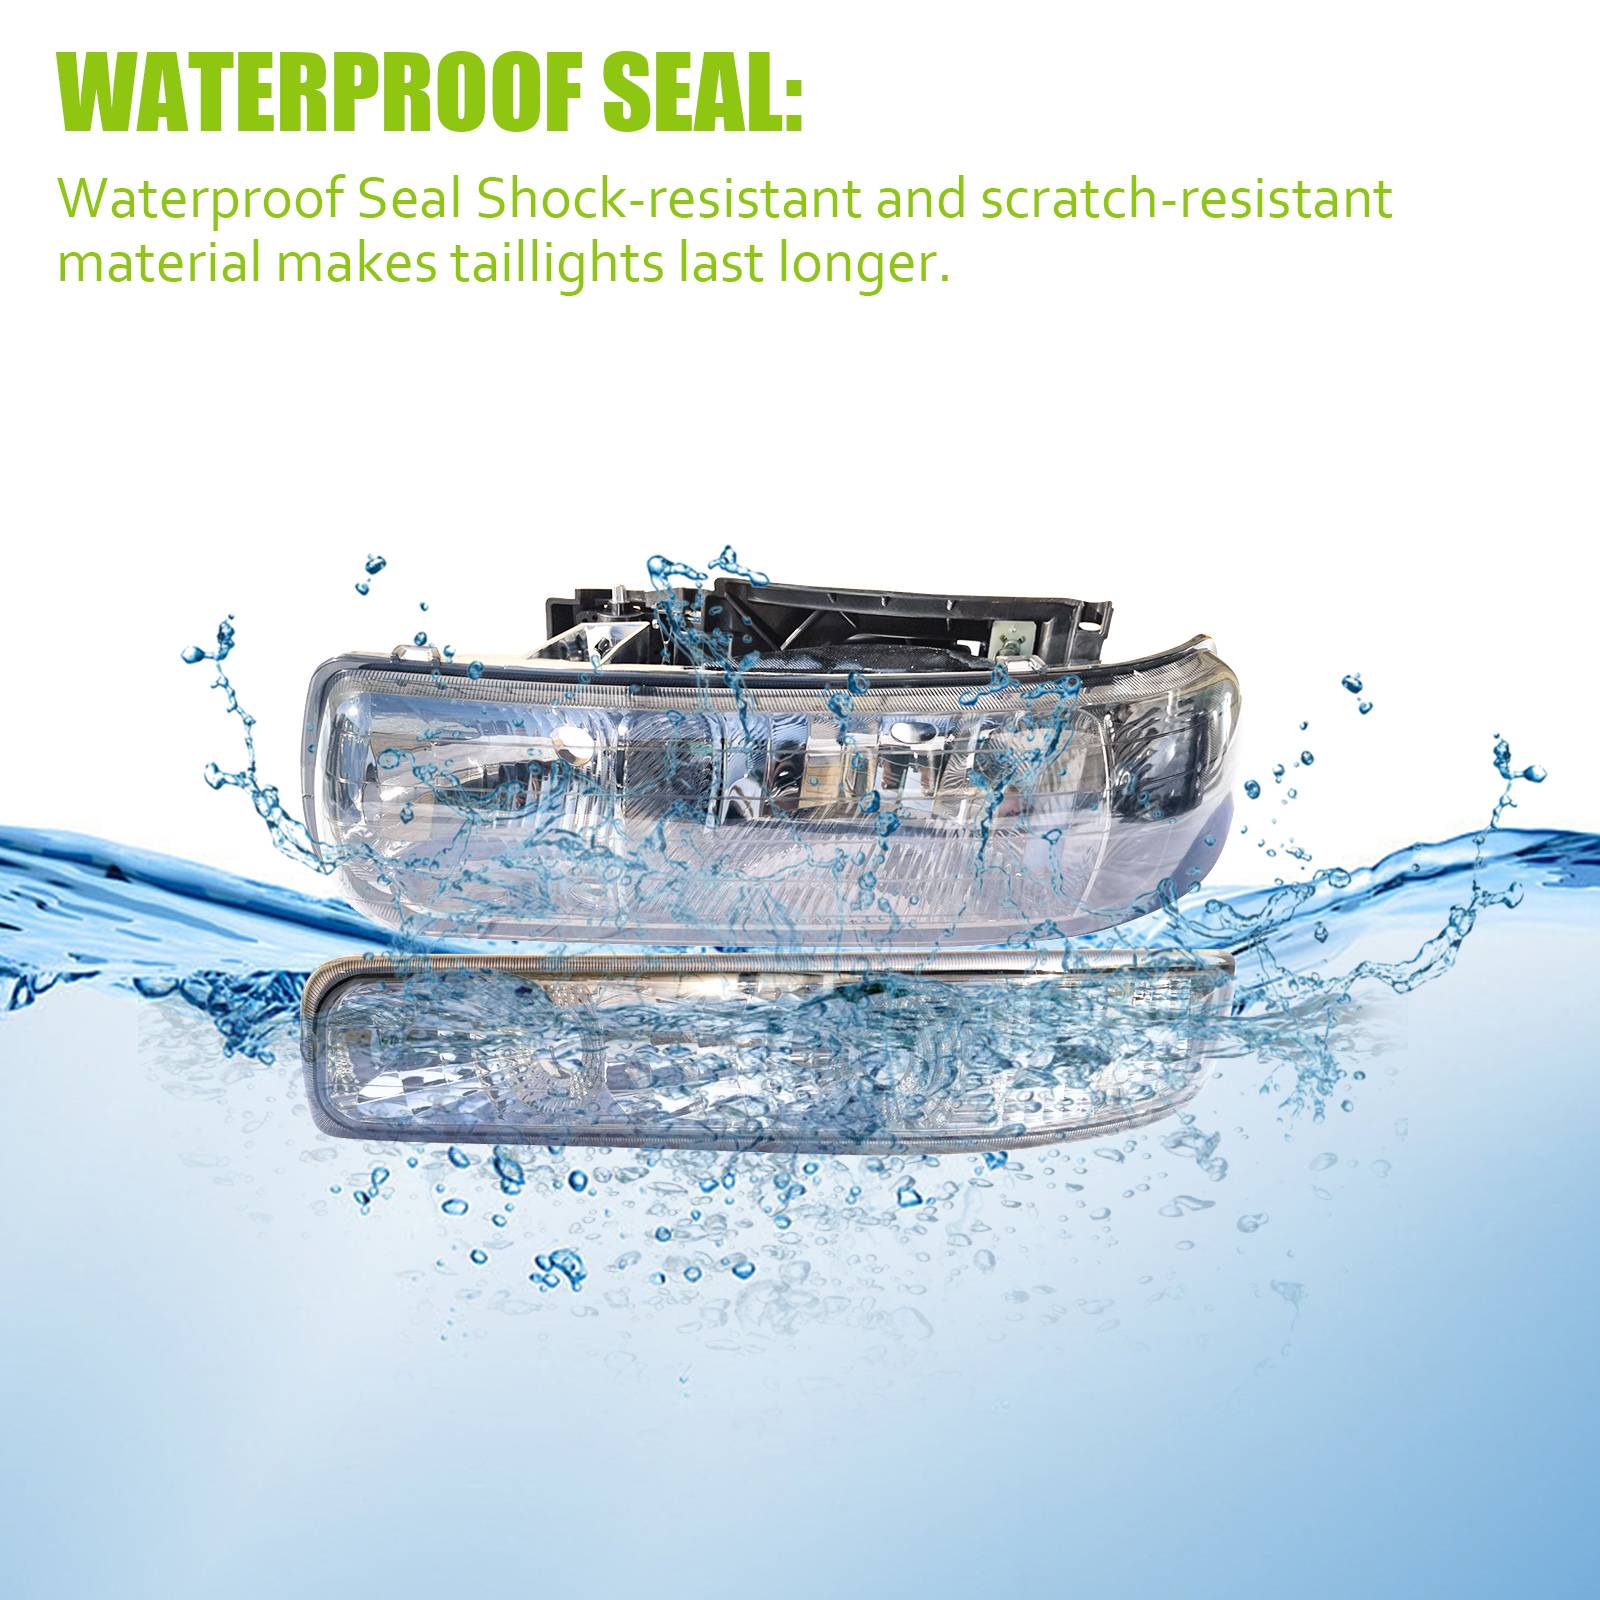 WATERPROOF SEAL:
Waterproof Seal Shock-resistant and scratch-resistant
material makes taillights last longer.